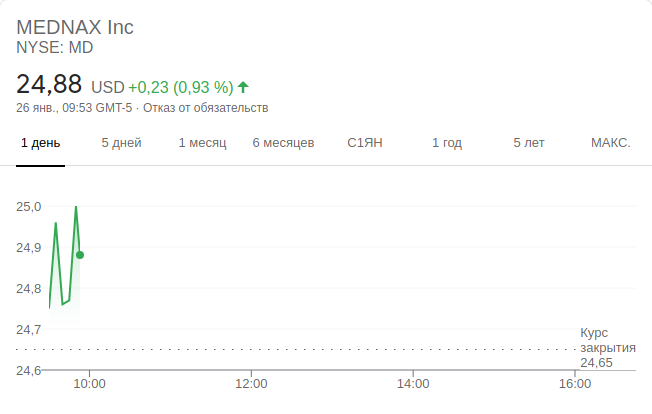 MEDNAX Inc
NYSE: MD
24,88 USD +0,23 (0,93 %)
26 янв., 09:53 GMT-5 · Отказ от обязательств
1 день 5 дней 1 месяц 6 месяцев С1ЯН 1 год 5 лет МАКС.
25,0
24,9
24,8
24,7
Курс
закрытия
24,65
24,6
10:00 12:00 14:00 16:00